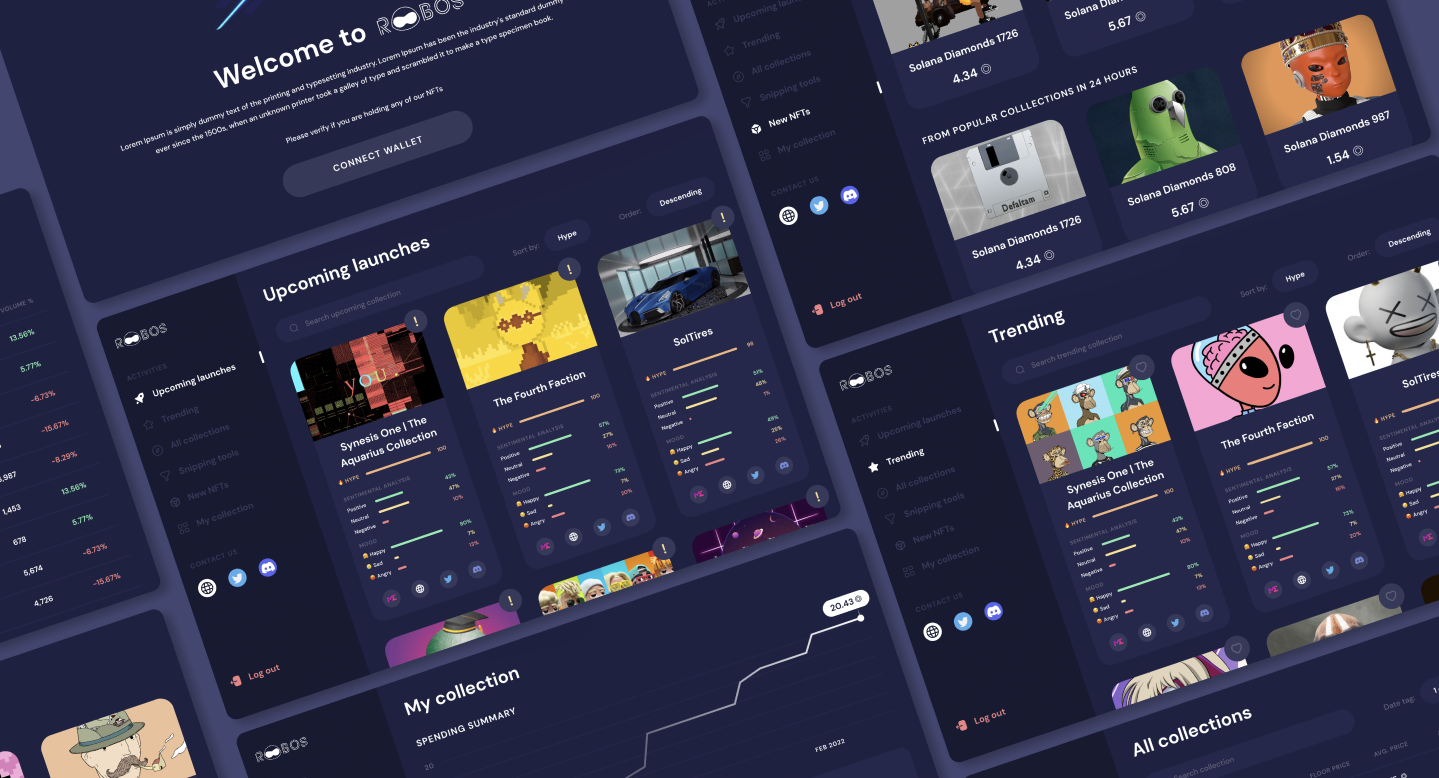 Welcome to ROBOS
Lorem Ipsum is simply dummy text of the printing and typesetting industry. Lorem Ipsum has been the industry's standard dummy
ever since the 1500s, when an unknown printer took a galley of type and scrambled it to make a type specimen book.
Please verify if you are holding any of our NFTs
CONNECT WALLET
VOLUME %
13.56%
5.77%
-6.73%
-15.67%
-8.29%
1,453 13.56%
678 5.77%
5,674 -6.73%
4,726 -15.67%
ROBOS
ACTIVITIES
Upcoming launches
Trending
All collections
Snipping tools
New NFTs
My collection
CONTACT US
Log out
Upcoming launches
Search upcoming collection
Sort by: Hype
Order: Descending
you
Synesis One | The
Aquarius Collection
HYPE 100
SENTIMENTAL ANALYSIS
Positive 43%
Neutral 47%
Negative 10%
MOOD
Happy 80%
Sad 7%
Angry 13%
The Fourth Faction
HYPE 100
SENTIMENTAL ANALYSIS
Positive 57%
Neutral 27%
Negative 16%
MOOD
Happy 73%
Sad 7%
Angry 20%
SolTires
HYPE 99
SENTIMENTAL ANALYSIS
Positive 51%
Neutral 48%
Negative 1%
MOOD
Happy 48%
Sad 26%
Angry 26%
ROBOS
My collection
SPENDING SUMMARY
20
20.43
FEB 2022
Upcoming launches
Trending
All collections
Snipping tools
New NFTs
My collection
CONTACT US
Log out
Solana Diamonds 1726
4.34
5.67
FROM POPULAR COLLLECTIONS IN 24 HOURS
Defaltam
Solana Diamonds 1726
4.34
Solana Diamonds 808
5.67
Solana Diamonds 987
1.54
ROBOS
ACTIVITIES
Upcoming launches
Trending
All collections
Snipping tools
New NFTs
My collection
CONTACT US
Log out
Trending
Search trending collection
Sort by: Hype
Order: Descending
Synesis One | The
Aquarius Collection
HYPE 100
SENTIMENTAL ANALYSIS
Positive 43%
Neutral 47%
Negative 10%
MOOD
Happy 80%
Sad 7%
Angry 13%
The Fourth Faction
HYPE 100
SENTIMENTAL ANALYSIS
Positive 57%
Neutral 27%
Negative 16%
MOOD
Happy 73%
Sad 7%
Angry 20%
SolTires
HYPE
SENTIMENTAL ANALYSIS
Positive
Neutral
Negative
MOOD
Happy
Sad
Angry
All collections
Search collection
Date tag:
FLOOR PRICE
AVG. PRICE